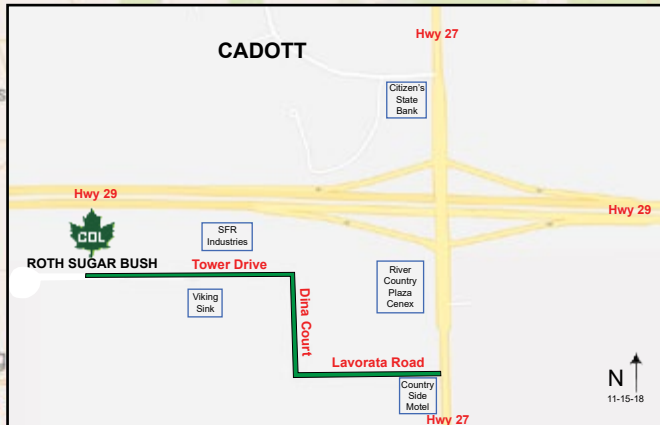 Hwy 27
CADOTT
Citizen's
State
Bank
Hwy 29
Hwy 29
CDL
SFR
Industries
ROTH SUGAR BUSH
Tower Drive
River
Country
Plaza
Cenex
Viking
Sink
Dina Court
Lavorata Road
Country
Side
Motel
N
11-15-18
Hwy 27